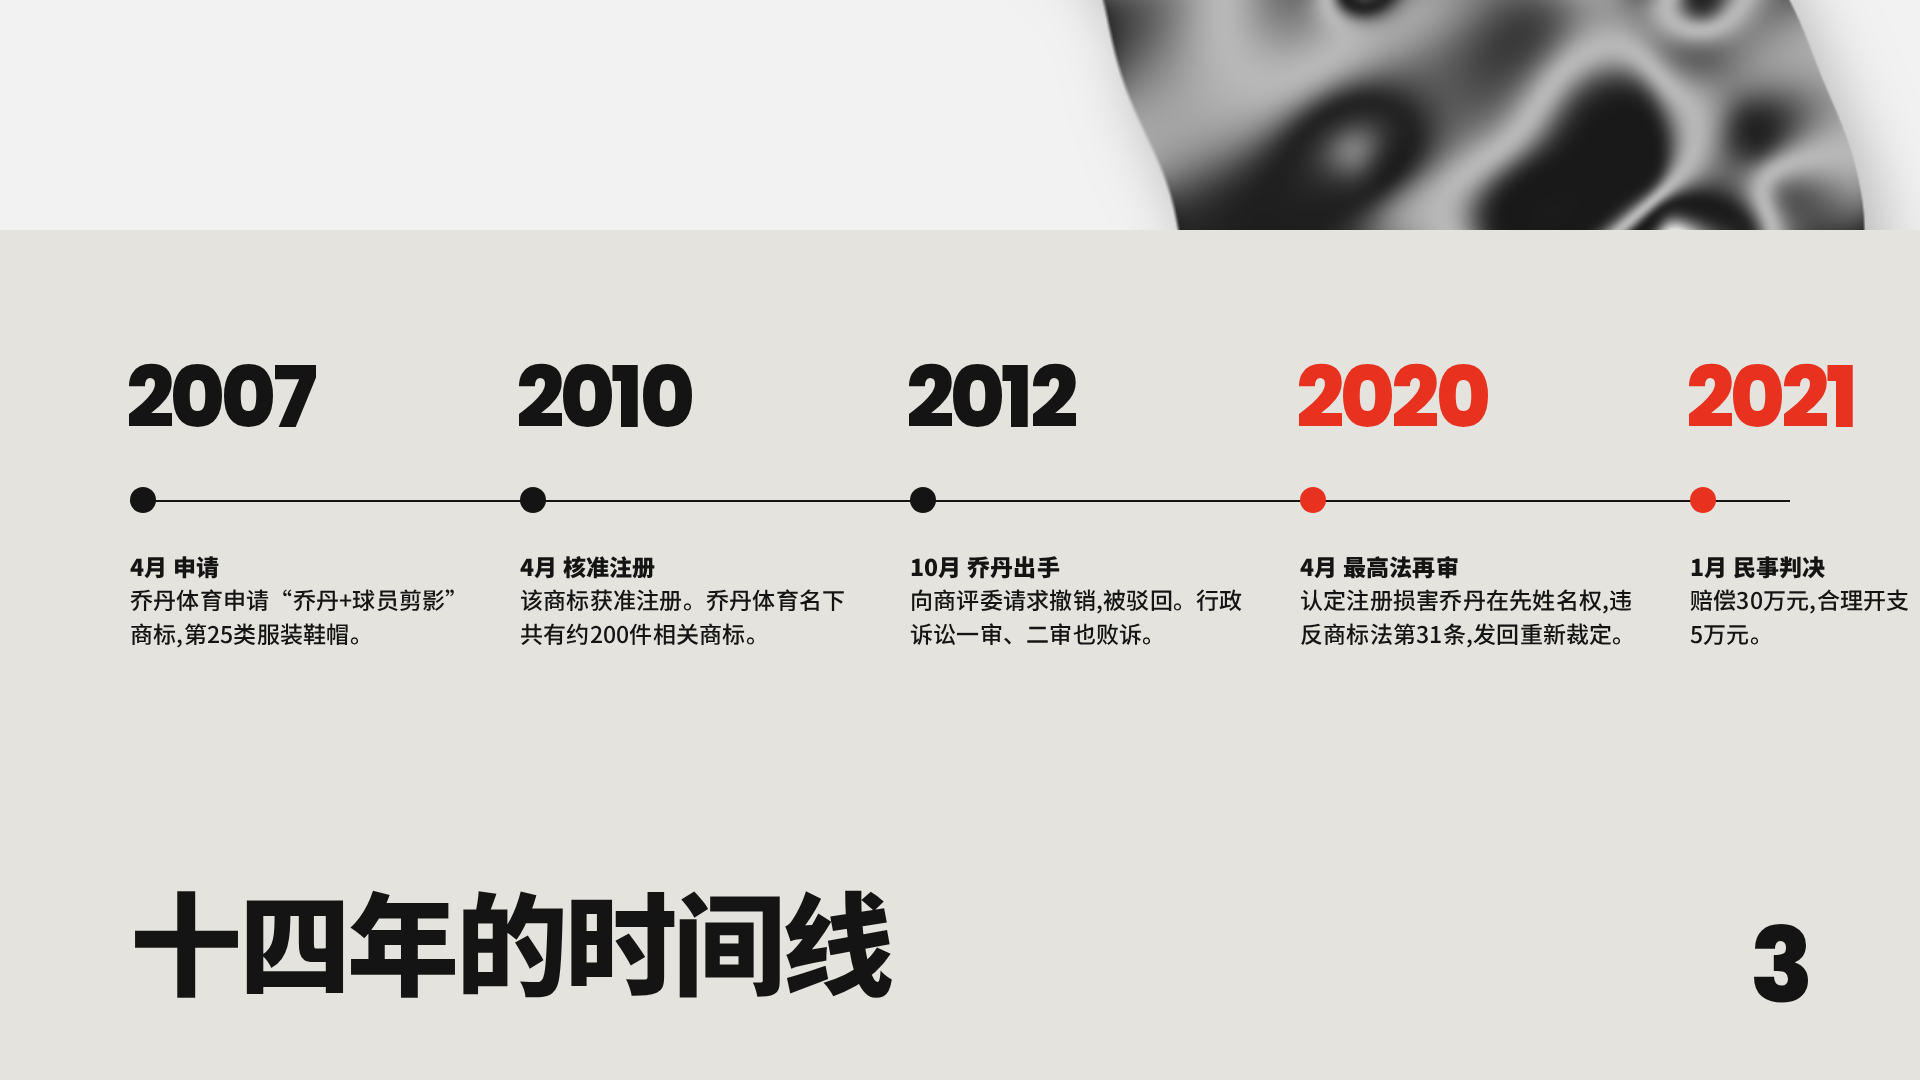 2007
2010
2012
2020
2021
4月 申请
乔丹体育申请“乔丹+球员剪影”
商标,第25类服装鞋帽。
4月 核准注册
该商标获准注册。乔丹体育名下
共有约200件相关商标。
10月 乔丹出手
向商评委请求撤销,被驳回。行政
诉讼一审、二审也败诉。
4月 最高法再审
认定注册损害乔丹在先姓名权,违
反商标法第31条,发回重新裁定。
1月 民事判决
赔偿30万元,合理开支
5万元。
十四年的时间线
3